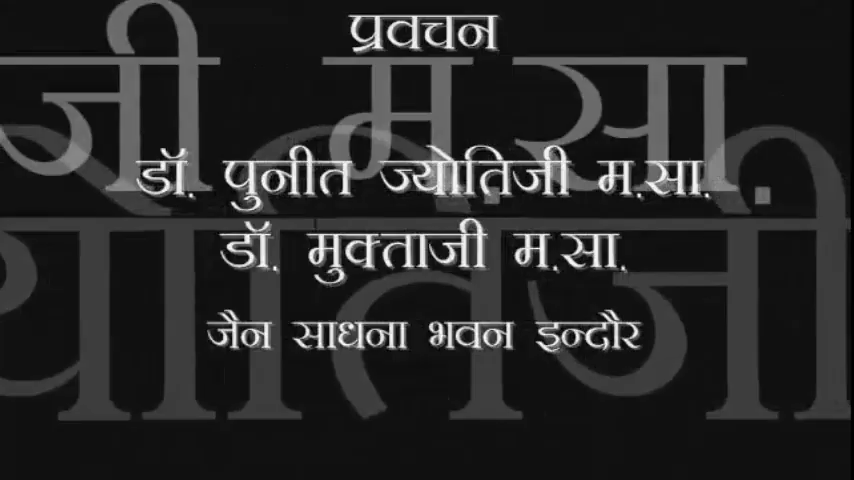 प्रवचन
डॉ. पुनीत ज्योतिजी म.सा.
डॉ. मुक्ताजी म.सा.
जैन साधना भवन इन्दौर
जी म.सा.
योतिजी